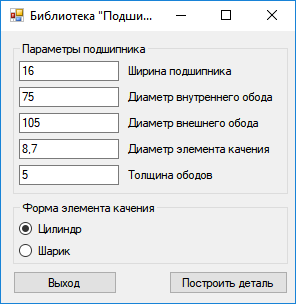 Библиотека "Подши...
Параметры подшипника
16 Ширина подшипника
75 Диаметр внутреннего обода
105 Диаметр внешнего обода
8,7 Диаметр элемента качения
5 Толщина ободов
Форма элемента качения
Цилиндр
Шарик
Выход Построить деталь